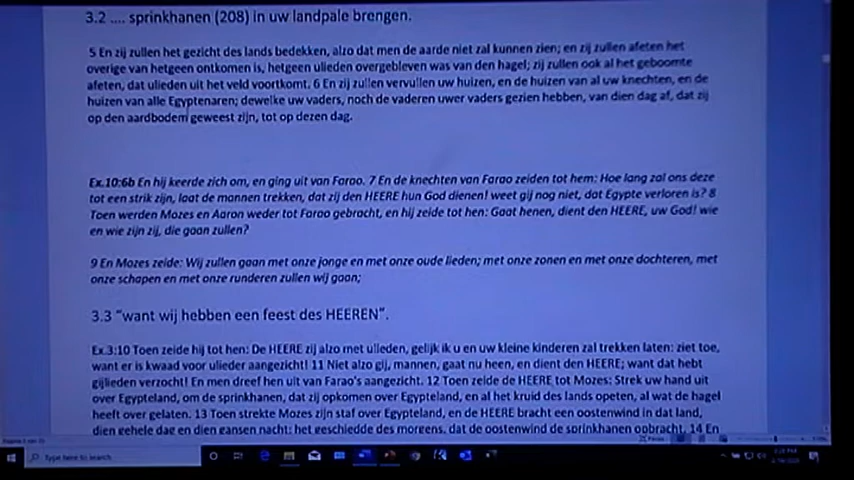 3.2 .... sprinkhanen (208) in uw landpale brengen.
5 En zij zullen het gezicht des lands bedekken, alzo dat men de aarde niet zal kunnen zien; en zij zullen afeten het
overige van hetgeen ontkomen is, hetgeen ulieden overgebleven was van den hagel; zij zullen ook al het geboomte
afeten, dat ulieden uit het veld voortkomt. 6 En zij zullen vervullen uw huizen, en de huizen van al uw knechten, en de
huizen van alle Egyptenaren; dewelke uw vaders, noch de vaderen uwer vaders gezien hebben, van dien dag af, dat zij
op den aardbodem geweest zijn, tot op dezen dag.
Ex.10:6b En hij keerde zich om, en ging uit van Farao. 7 En de knechten van Farao zeiden tot hem: Hoe lang zal ons deze
tot een strik zijn, laat de mannen trekken, dat zij den HEERE hun God dienen! weet gij nog niet, dat Egypte verloren is? 8
Toen werden Mozes en Aaron weder tot Farao gebracht, en hij zeide tot hen: Gaat henen, dient den HEERE, uw God! wie
en wie zijn zij, die gaan zullen?
9 En Mozes zeide: Wij zullen gaan met onze jonge en met onze oude lieden; met onze zonen en met onze dochteren, met
onze schapen en met onze runderen zullen wij gaan;
3.3 “want wij hebben een feest des HEEREN”.
Ex.3:10 Toen zeide hij tot hen: De HEERE zij alzo met ulieden, gelijk ik u en uw kleine kinderen zal trekken laten: ziet toe,
want er is kwaad voor ulieder aangezicht! 11 Niet alzo gij, mannen, gaat nu heen, en dient den HEERE; want dat hebt
gijlieden verzocht! En men dreef hen uit van Farao's aangezicht. 12 Toen zeide de HEERE tot Mozes: Strek uw hand uit
over Egypteland, om de sprinkhanen, dat zij opkomen over Egypteland, en al het kruid des lands opeten, al wat de hagel
heeft over gelaten. 13 Toen strekte Mozes zijn staf over Egypteland, en de HEERE bracht een oostenwind in dat land,
dien gehele dag en dien gansen nacht; het geschiedde des morgens, dat de oostenwind de sprinkhanen opbracht. 14 En
Type here to search